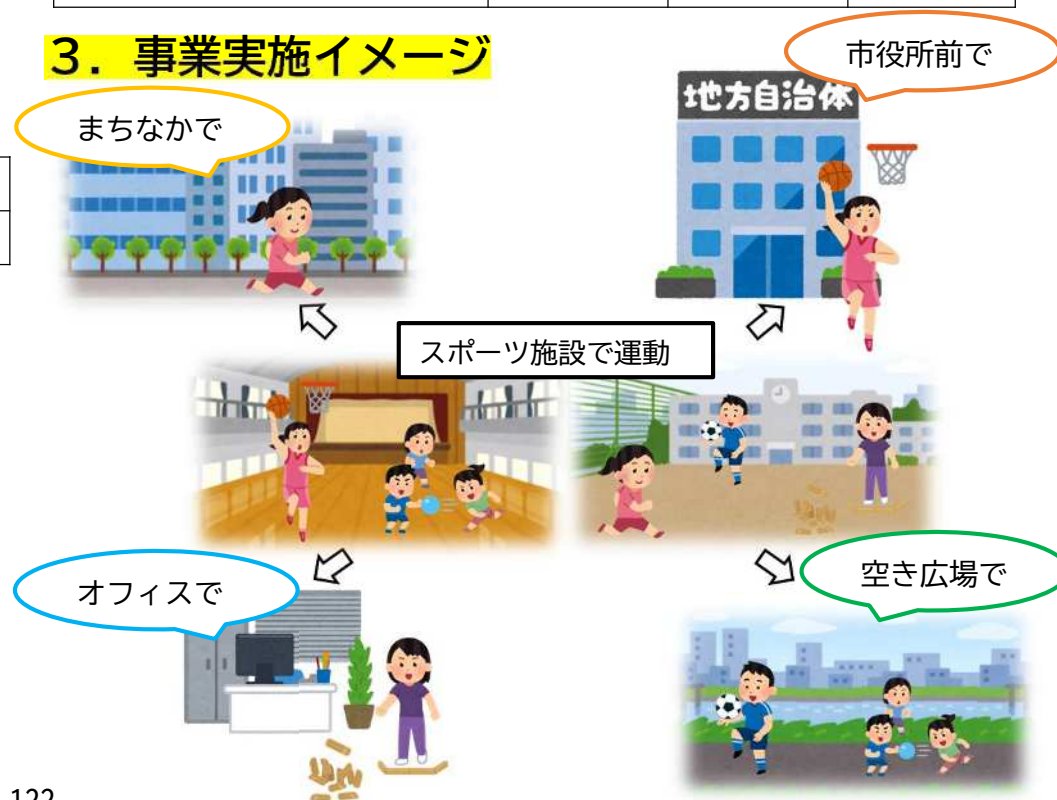 ３．事業実施イメージ
市役所前で
まちなかで
地方自治体
スポーツ施設で運動
オフィスで
空き広場で
122